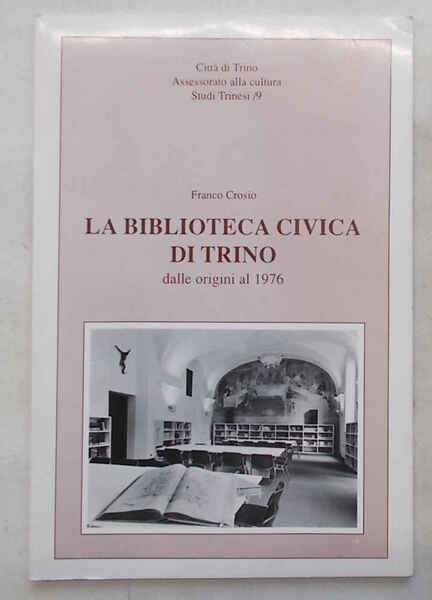 Città di Trino
Assessorato alla cultura
Studi Trinesi /9
Franco Crosio
LA BIBLIOTECA CIVICA
DI TRINO
dalle origini al 1976